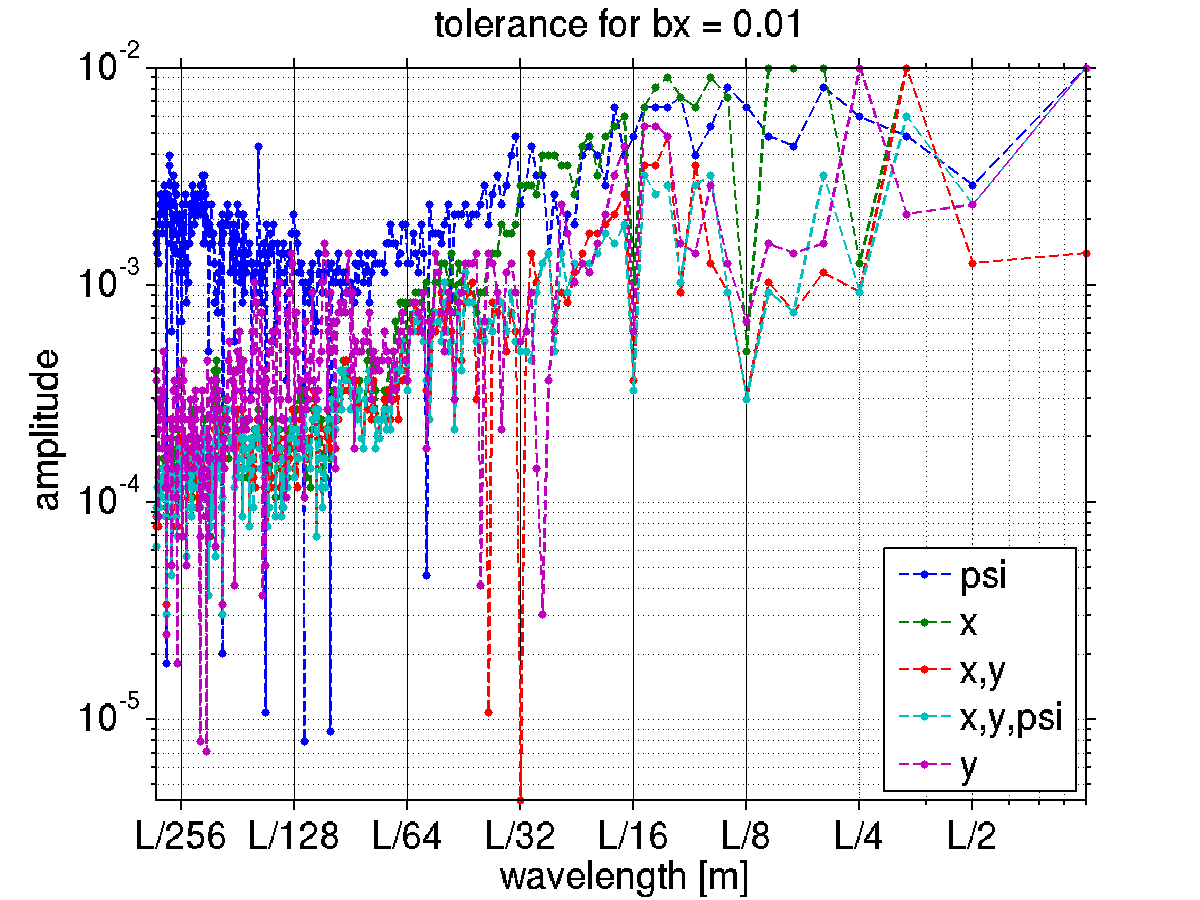 tolerance for bx = 0.01
10^-2
10^-3
10^-4
10^-5
amplitude
L/256 L/128 L/64 L/32 L/16 L/8 L/4 L/2
wavelength [m]
psi
x
x,y
x,y,psi
y